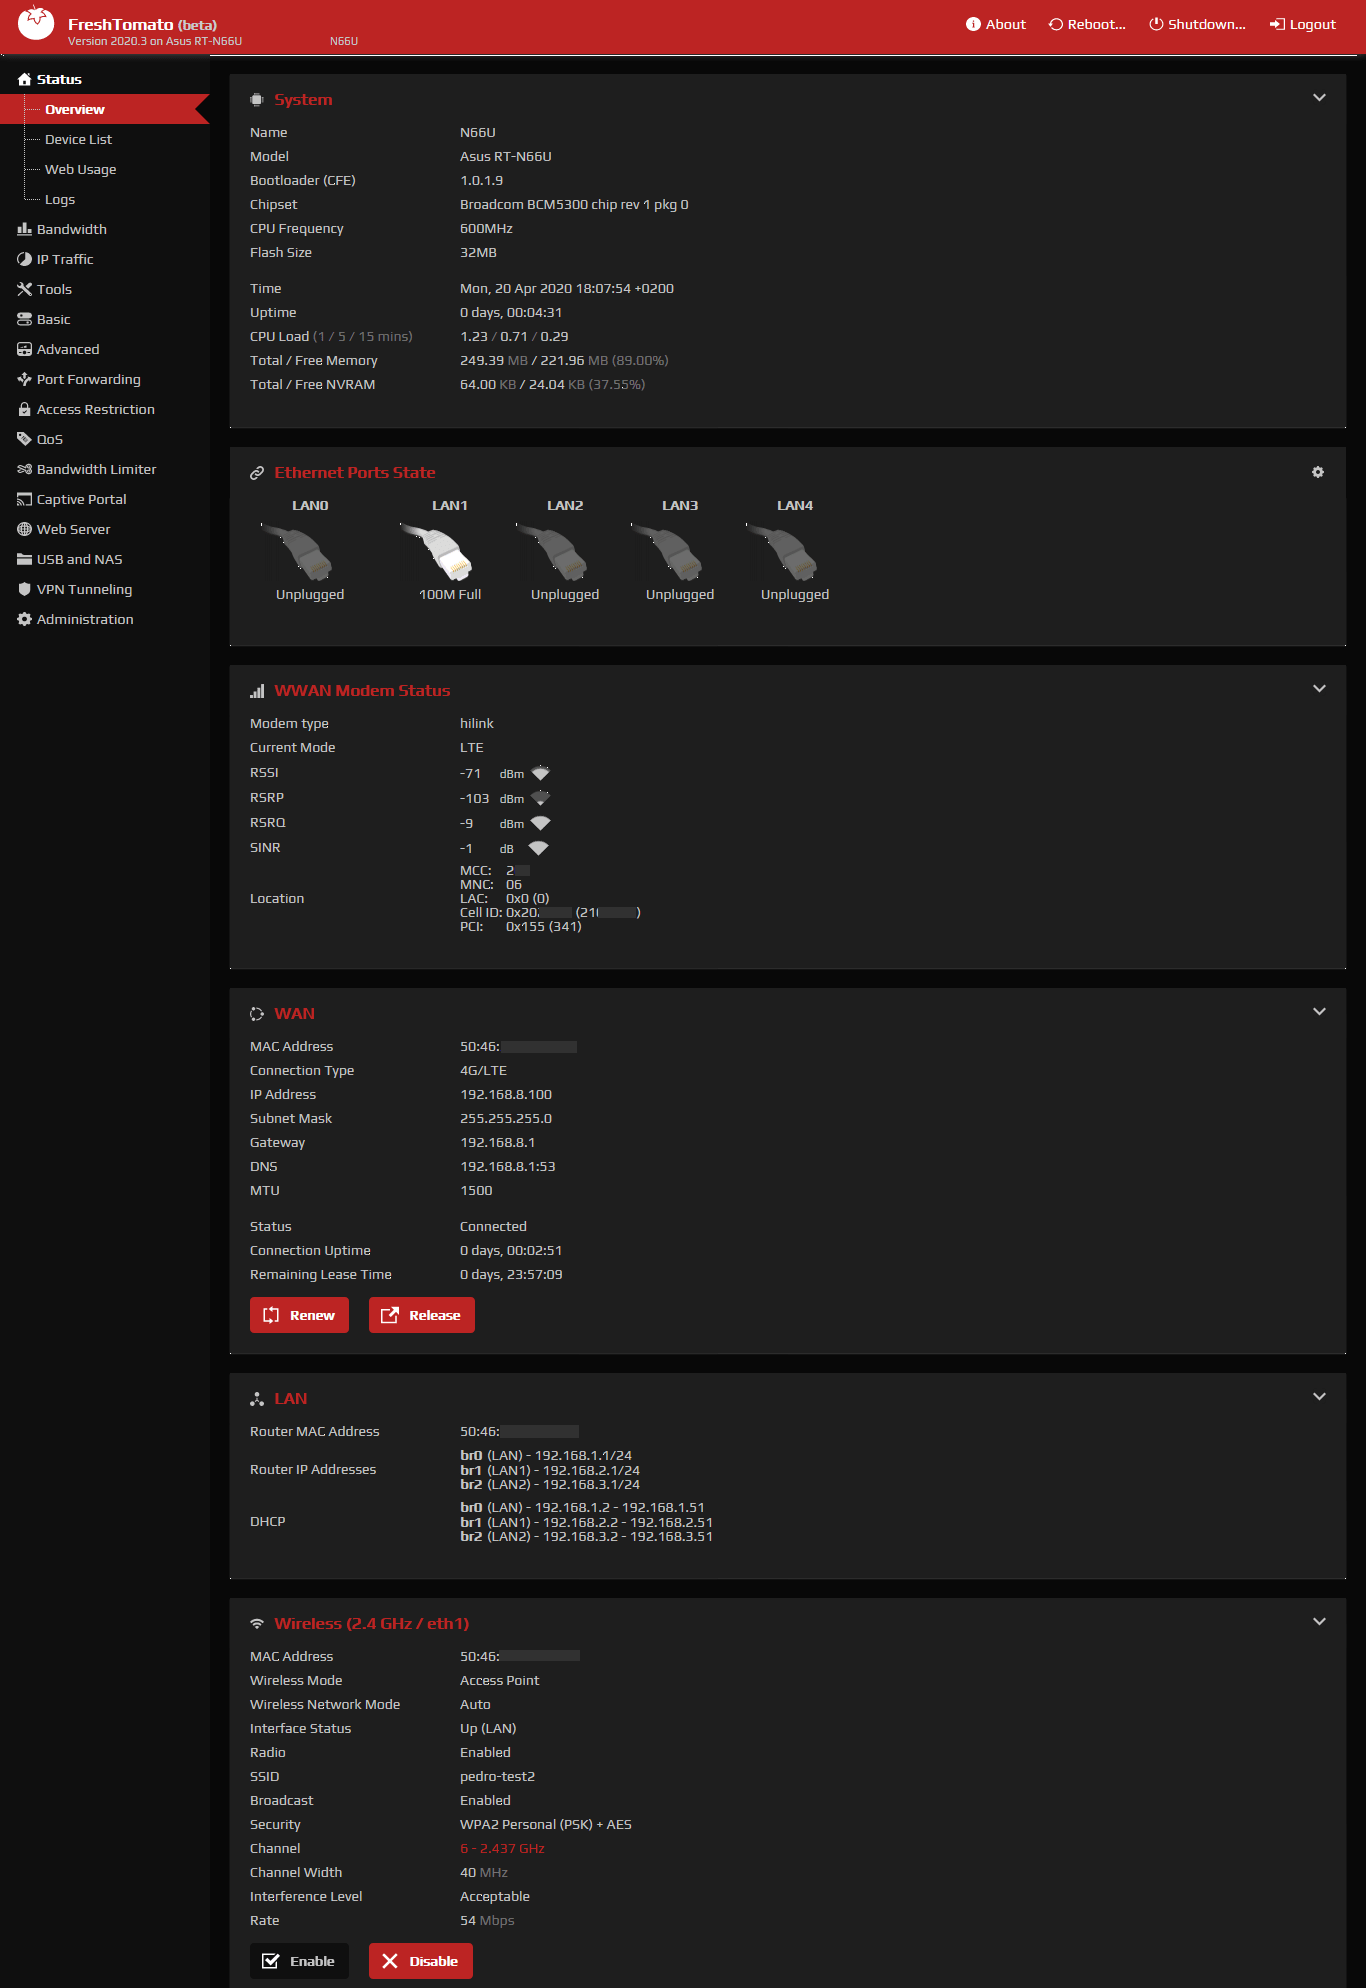 FreshTomato (beta)
Version 2020.3 on Asus RT-N66U N66U
About Reboot... Shutdown... Logout
Status
Overview
Device List
Web Usage
Logs
Bandwidth
IP Traffic
Tools
Basic
Advanced
Port Forwarding
Access Restriction
QoS
Bandwidth Limiter
Captive Portal
Web Server
USB and NAS
VPN Tunneling
Administration
System
Name N66U
Model Asus RT-N66U
Bootloader (CFE) 1.0.1.9
Chipset Broadcom BCM5300 chip rev 1 pkg 0
CPU Frequency 600MHz
Flash Size 32MB
Time Mon, 20 Apr 2020 18:07:54 +0200
Uptime 0 days, 00:04:31
CPU Load (1 / 5 / 15 mins) 1.23 / 0.71 / 0.29
Total / Free Memory 249.39 MB / 221.96 MB (89.00%)
Total / Free NVRAM 64.00 KB / 24.04 KB (37.55%)
Ethernet Ports State
LAN0 LAN1 LAN2 LAN3 LAN4
Unplugged 100M Full Unplugged Unplugged Unplugged
WWAN Modem Status
Modem type hilink
Current Mode LTE
RSSI -71 dBm
RSRP -103 dBm
RSRQ -9 dBm
SINR -1 dB
Location
MCC: 2
MNC: 06
LAC: 0x0 (0)
Cell ID: 0x20 (21 )
PCI: 0x155 (341)
WAN
MAC Address 50:46:
Connection Type 4G/LTE
IP Address 192.168.8.100
Subnet Mask 255.255.255.0
Gateway 192.168.8.1
DNS 192.168.8.1:53
MTU 1500
Status Connected
Connection Uptime 0 days, 00:02:51
Remaining Lease Time 0 days, 23:57:09
Renew Release
LAN
Router MAC Address 50:46:
Router IP Addresses
br0 (LAN) - 192.168.1.1/24
br1 (LAN1) - 192.168.2.1/24
br2 (LAN2) - 192.168.3.1/24
DHCP
br0 (LAN) - 192.168.1.2 - 192.168.1.51
br1 (LAN1) - 192.168.2.2 - 192.168.2.51
br2 (LAN2) - 192.168.3.2 - 192.168.3.51
Wireless (2.4 GHz / eth1)
MAC Address 50:46:
Wireless Mode Access Point
Wireless Network Mode Auto
Interface Status Up (LAN)
Radio Enabled
SSID pedro-test2
Broadcast Enabled
Security WPA2 Personal (PSK) + AES
Channel 6 - 2.437 GHz
Channel Width 40 MHz
Interference Level Acceptable
Rate 54 Mbps
Enable Disable